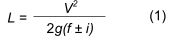 L = V² / 2g(f ± i) (1)